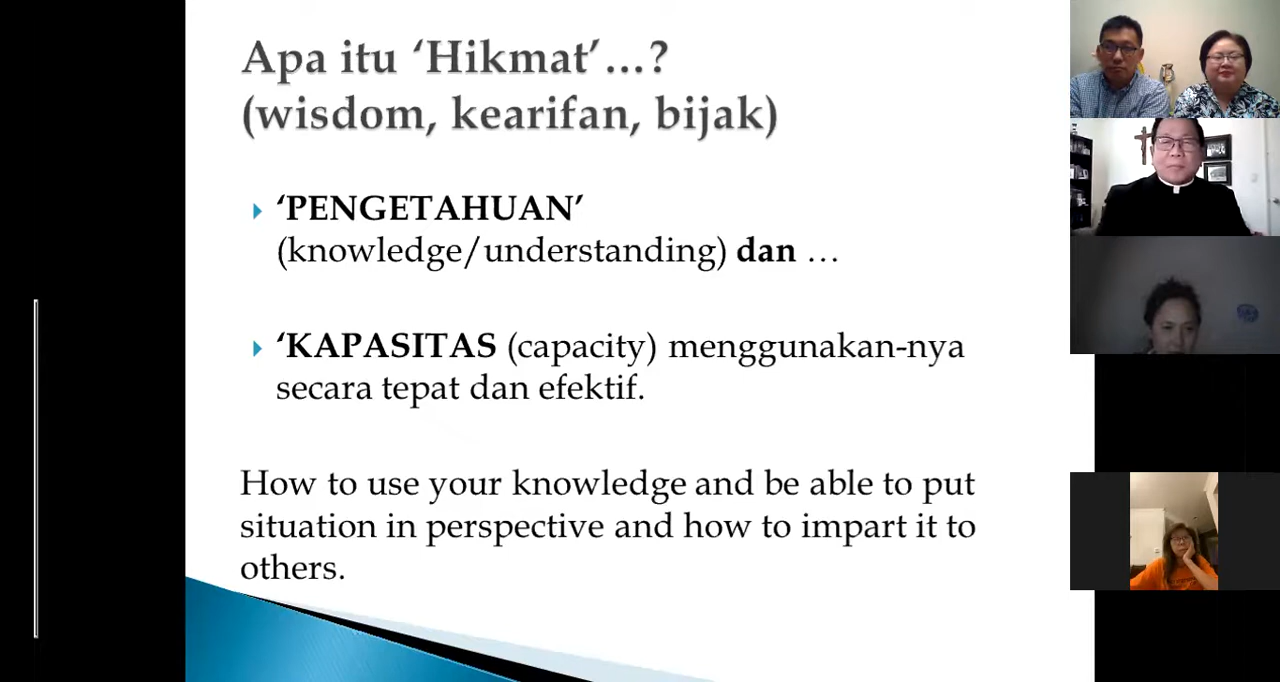 Apa itu ‘Hikmat’…?
(wisdom, kearifan, bijak)
‘PENGETAHUAN’
(knowledge/understanding) dan …
‘KAPASITAS (capacity) menggunakan-nya
secara tepat dan efektif.
How to use your knowledge and be able to put
situation in perspective and how to impart it to
others.